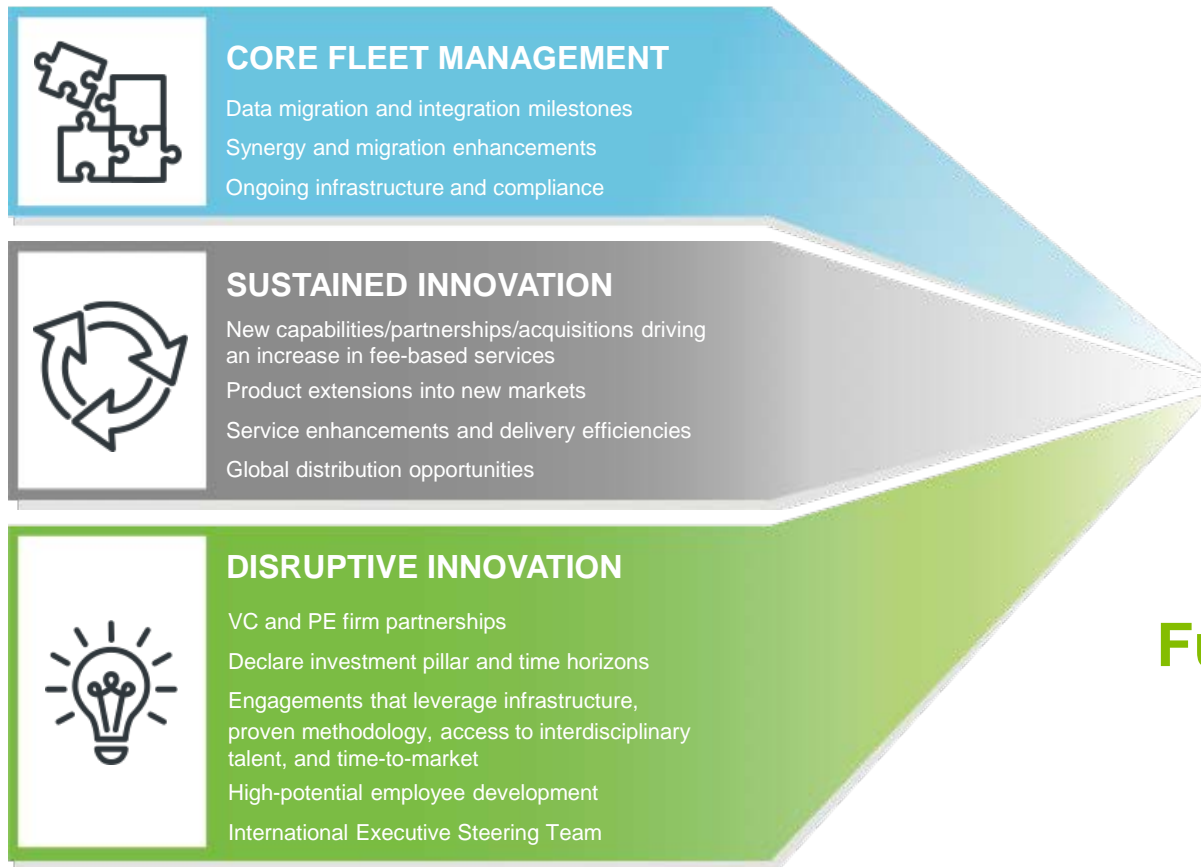 CORE FLEET MANAGEMENT
Data migration and integration milestones
Synergy and migration enhancements
Ongoing infrastructure and compliance
SUSTAINED INNOVATION
New capabilities/partnerships/acquisitions driving
an increase in fee-based services
Product extensions into new markets
Service enhancements and delivery efficiencies
Global distribution opportunities
DISRUPTIVE INNOVATION
VC and PE firm partnerships
Declare investment pillar and time horizons
Engagements that leverage infrastructure,
proven methodology, access to interdisciplinary
talent, and time-to-market
High-potential employee development
International Executive Steering Team